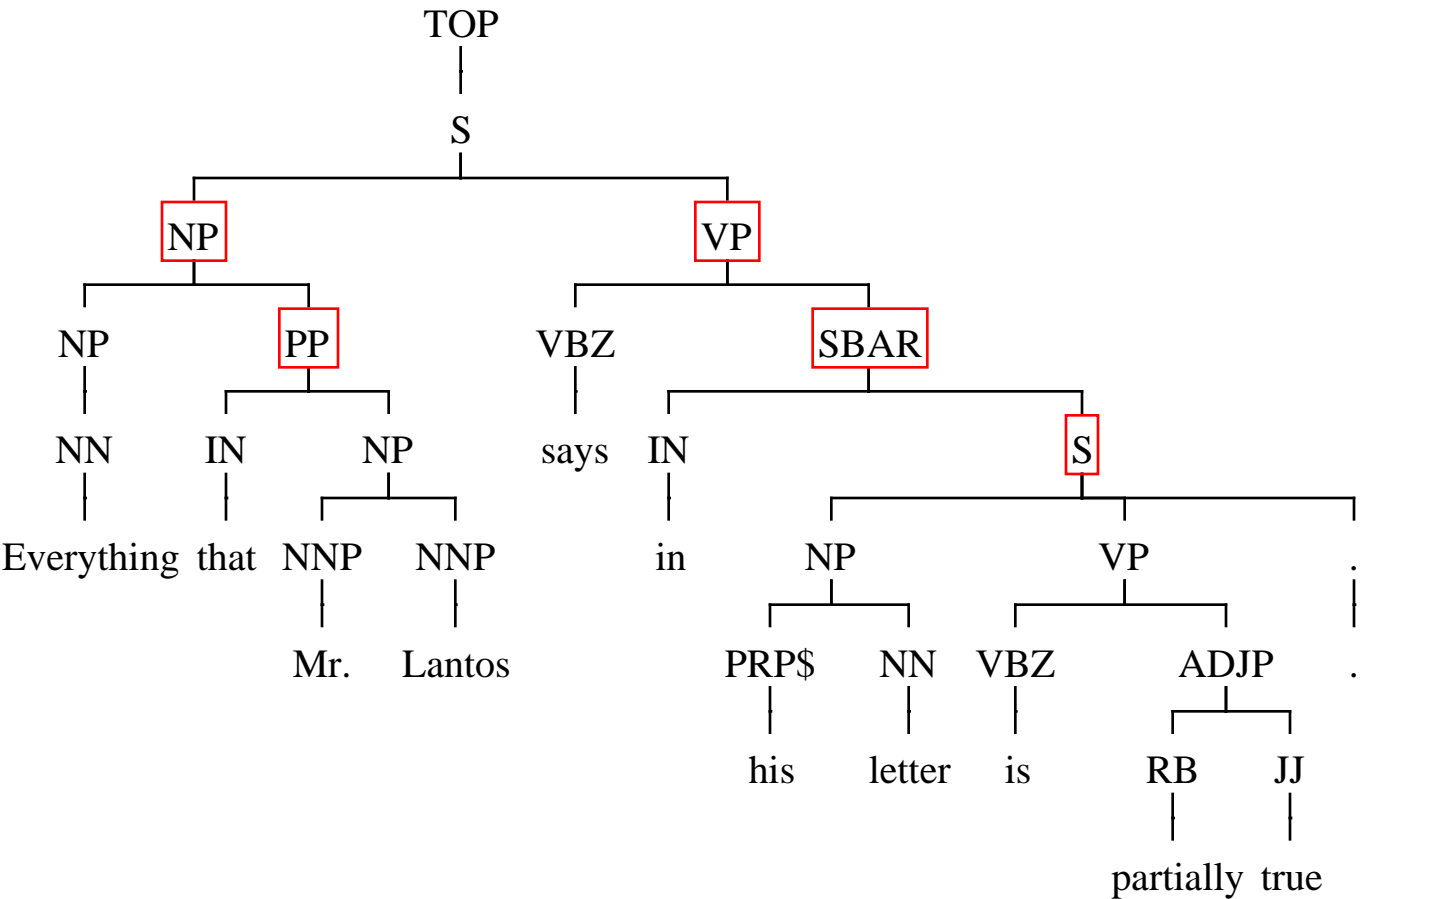 TOP
S
NP VP
NP PP VBZ SBAR
NN IN NP says IN S
Everything that NNP NNP in NP VP .
Mr. Lantos PRP$ NN VBZ ADJP .
his letter is RB JJ
partially true